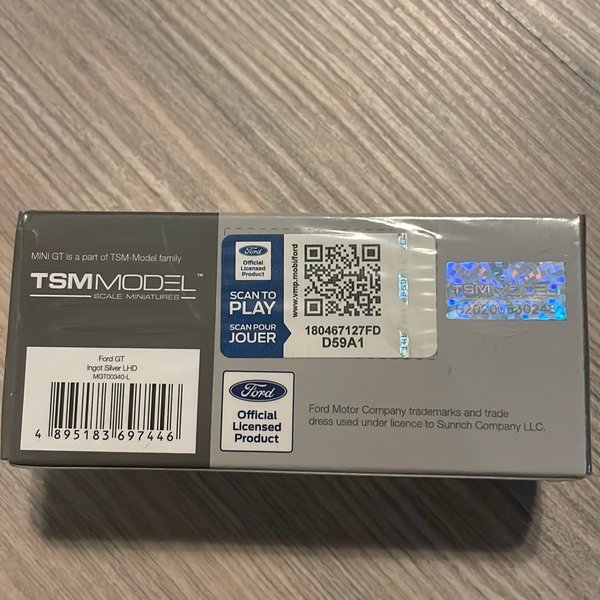 MINI GT is a part of TSM-Model family
TSMMODEL™
SCALE MINIATURES
Ford GT
Ingot Silver LHD
MGT00340-L
4 895183 697446
Ford
Official
Licensed
Product
SCAN TO
PLAY
SCAN POUR
JOUER
www.vmp.mobi/ford
180467127FD
D59A1
TSMMODEL
Ford
Official
Licensed
Product
Ford Motor Company trademarks and trade
dress used under licence to Sunrich Company LLC.